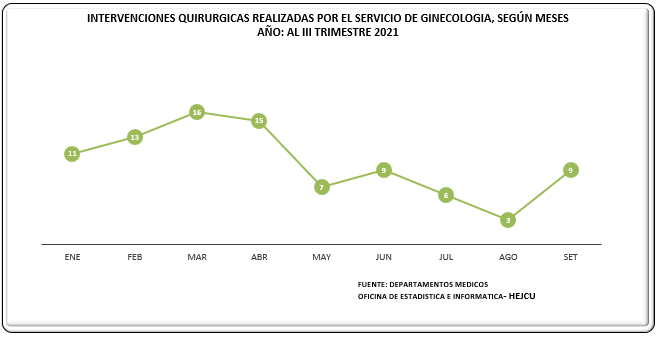 INTERVENCIONES QUIRURGICAS REALIZADAS POR EL SERVICIO DE GINECOLOGIA, SEGÚN MESES
AÑO: AL III TRIMESTRE 2021
11
13
16
15
7
9
6
3
9
ENE
FEB
MAR
ABR
MAY
JUN
JUL
AGO
SET
FUENTE: DEPARTAMENTOS MEDICOS
OFICINA DE ESTADISTICA E INFORMATICA- HEJCU